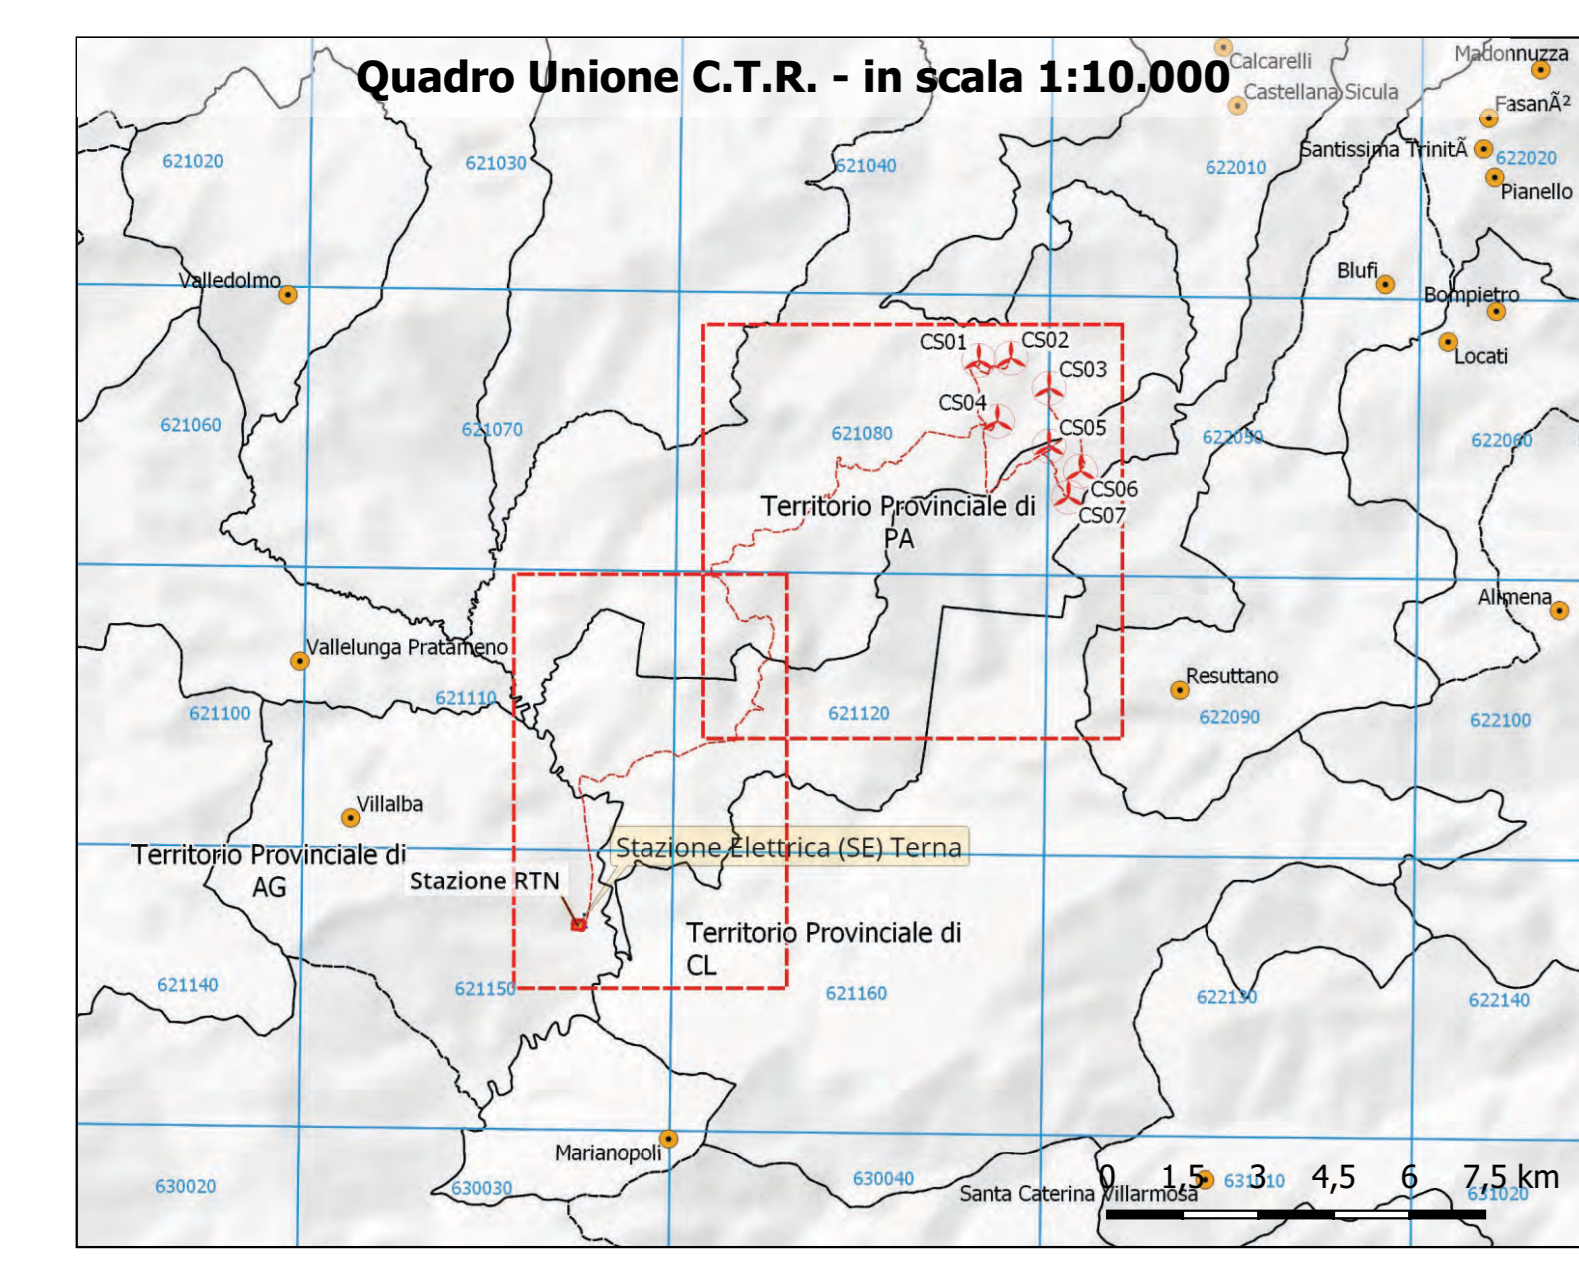 Quadro Unione C.T.R. - in scala 1:10.000
Calcarelli
Madonnuzza
Castellana Sicula
FasanÃ²
Santissima TrinitÃ
621020
621030
621040
622010
622020
Pianello
Valledolmo
Blufi
Bompietro
Locati
CS01
CS02
CS03
CS04
CS05
621060
621070
621080
622050
622060
CS06
CS07
Territorio Provinciale di
PA
Alimena
Vallelunga Pratameno
Resuttano
621100
621110
621120
622090
622100
Villalba
Territorio Provinciale di
AG
Stazione Elettrica (SE) Terna
Stazione RTN
Territorio Provinciale di
CL
621140
621150
621160
622130
622140
Marianopoli
630020
630030
630040
Santa Caterina Villarmosa
631010
631020
0 1,5 3 4,5 6 7,5 km